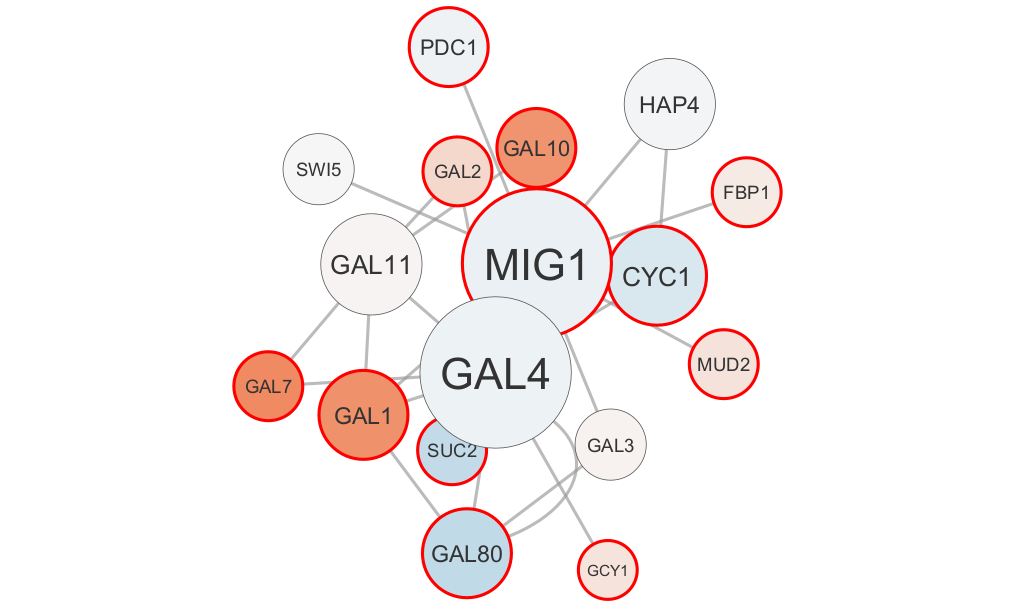 PDC1
HAP4
GAL10
SWI5
GAL2
FBP1
GAL11
MIG1
CYC1
MUD2
GAL4
GAL7
GAL1
GAL3
SUC2
GAL80
GCY1